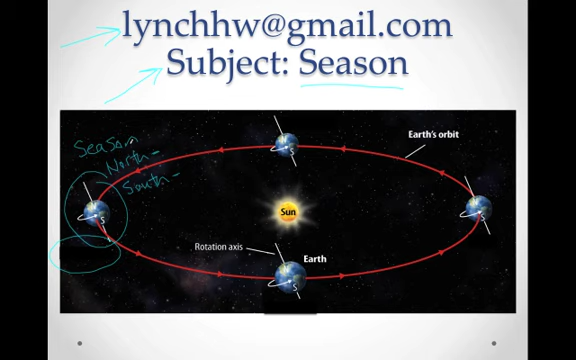 lynchhw@gmail.com
Subject: Season
Season
North -
South -
Earth's orbit
S
S
S
S
Sun
Rotation axis
Earth